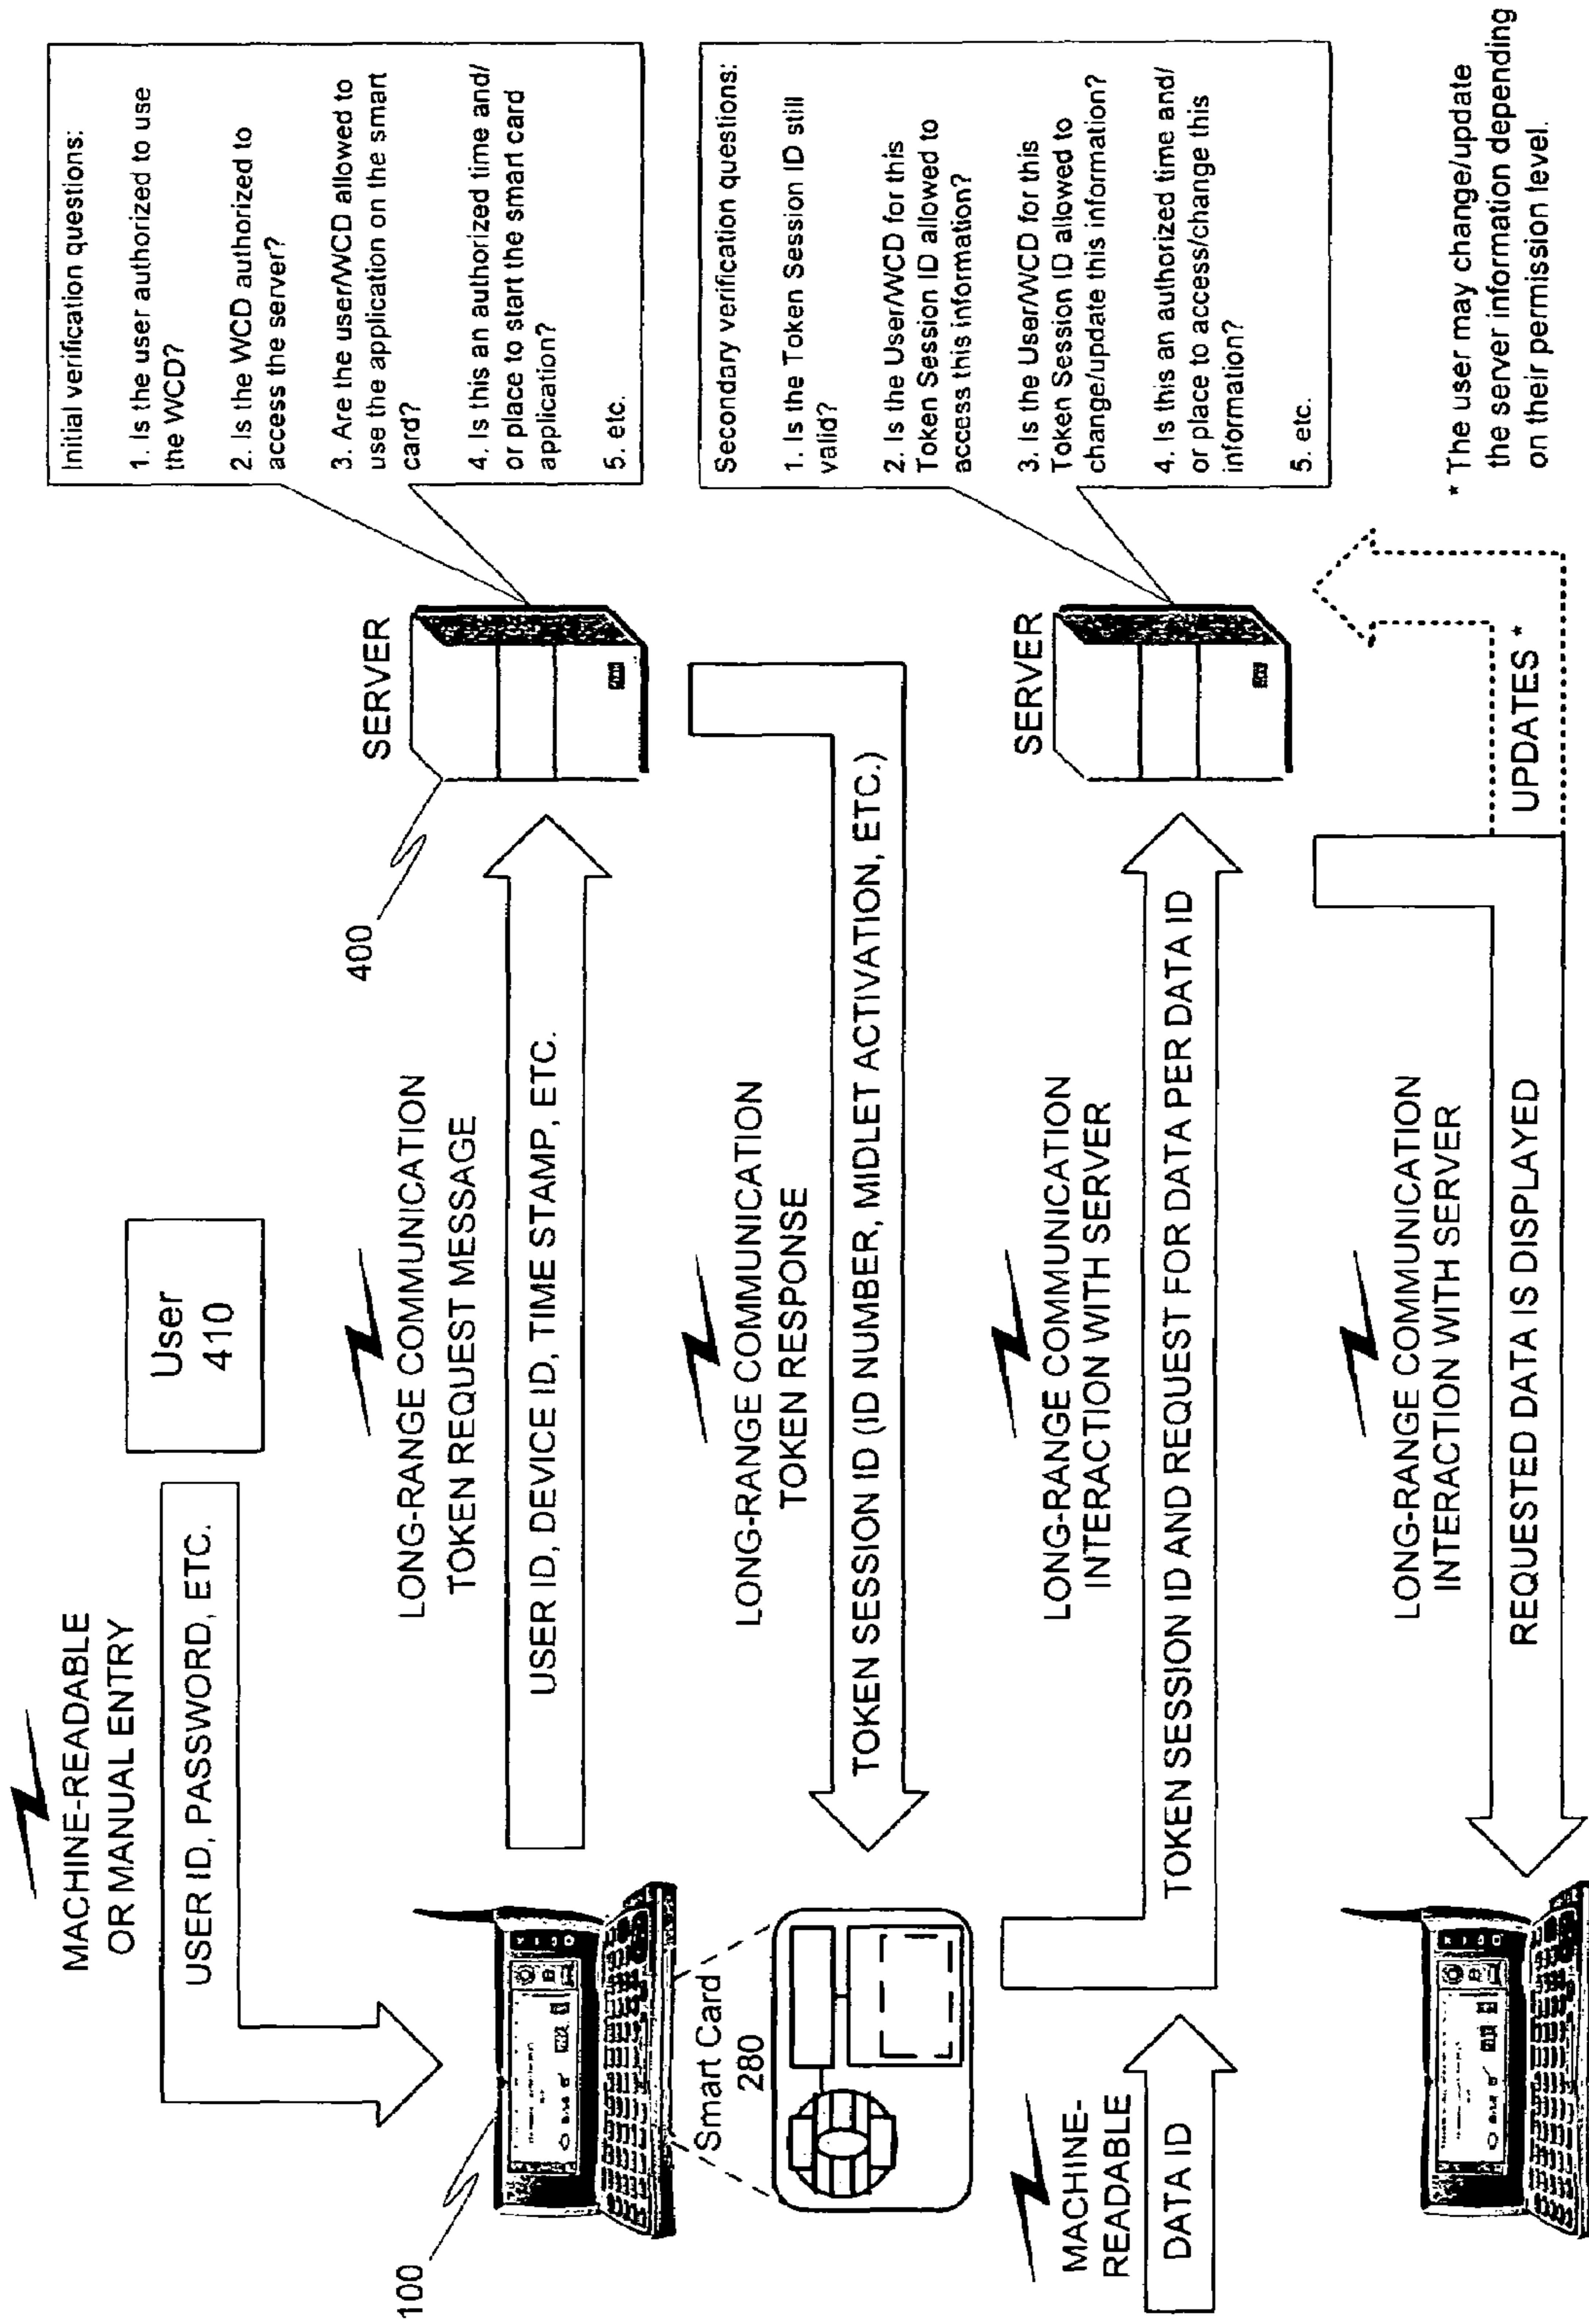 MACHINE-READABLE
OR MANUAL ENTRY
USER ID, PASSWORD, ETC.
User
410
100
LONG-RANGE COMMUNICATION
TOKEN REQUEST MESSAGE
USER ID, DEVICE ID, TIME STAMP, ETC.
400
SERVER
Initial verification questions:
1. Is the user authorized to use
the WCD?
2. Is the WCD authorized to
access the server?
3. Are the user/WCD allowed to
use the application on the smart
card?
4. Is this an authorized time and/
or place to start the smart card
application?
5. etc.
Smart Card
280
LONG-RANGE COMMUNICATION
TOKEN RESPONSE
TOKEN SESSION ID (ID NUMBER, MIDLET ACTIVATION, ETC.)
MACHINE-
READABLE
DATA ID
LONG-RANGE COMMUNICATION
INTERACTION WITH SERVER
TOKEN SESSION ID AND REQUEST FOR DATA PER DATA ID
SERVER
Secondary verification questions:
1. Is the Token Session ID still
valid?
2. Is the User/WCD for this
Token Session ID allowed to
access this information?
3. Is the User/WCD for this
Token Session ID allowed to
change/update this information?
4. Is this an authorized time and/
or place to access/change this
information?
5. etc.
LONG-RANGE COMMUNICATION
INTERACTION WITH SERVER
REQUESTED DATA IS DISPLAYED
UPDATES *
* The user may change/update
the server information depending
on their permission level.